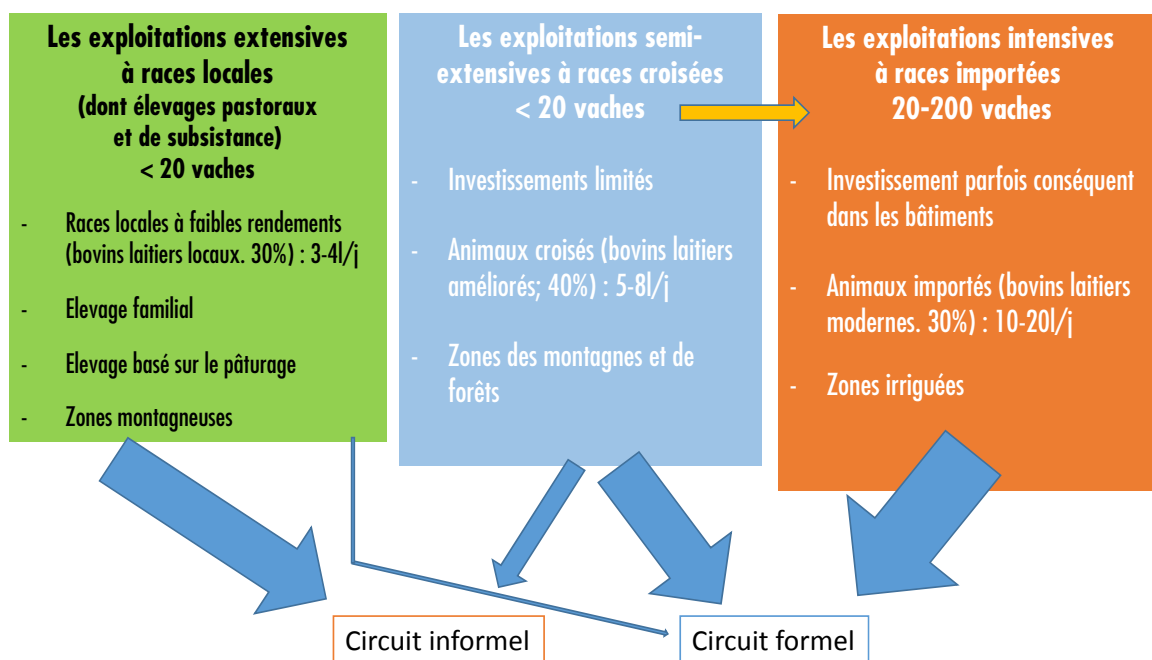 Les exploitations extensives
à races locales
(dont élevages pastoraux
et de subsistance)
< 20 vaches
- Races locales à faibles rendements
(bovins laitiers locaux. 30%) : 3-4l/j
- Elevage familial
- Elevage basé sur le pâturage
- Zones montagneuses
Les exploitations semi-
extensives à races croisées
< 20 vaches
- Investissements limités
- Animaux croisés (bovins laitiers
améliorés; 40%) : 5-8l/j
- Zones des montagnes et de
forêts
Les exploitations intensives
à races importées
20-200 vaches
- Investissement parfois conséquent
dans les bâtiments
- Animaux importés (bovins laitiers
modernes. 30%) : 10-20l/j
- Zones irriguées
Circuit informel
Circuit formel